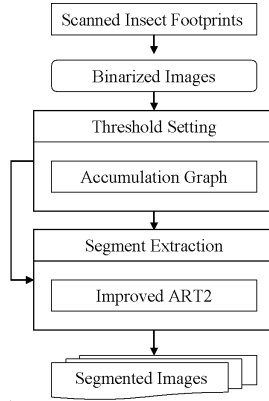 Scanned Insect Footprints
Binarized Images
Threshold Setting
Accumulation Graph
Segment Extraction
Improved ART2
Segmented Images